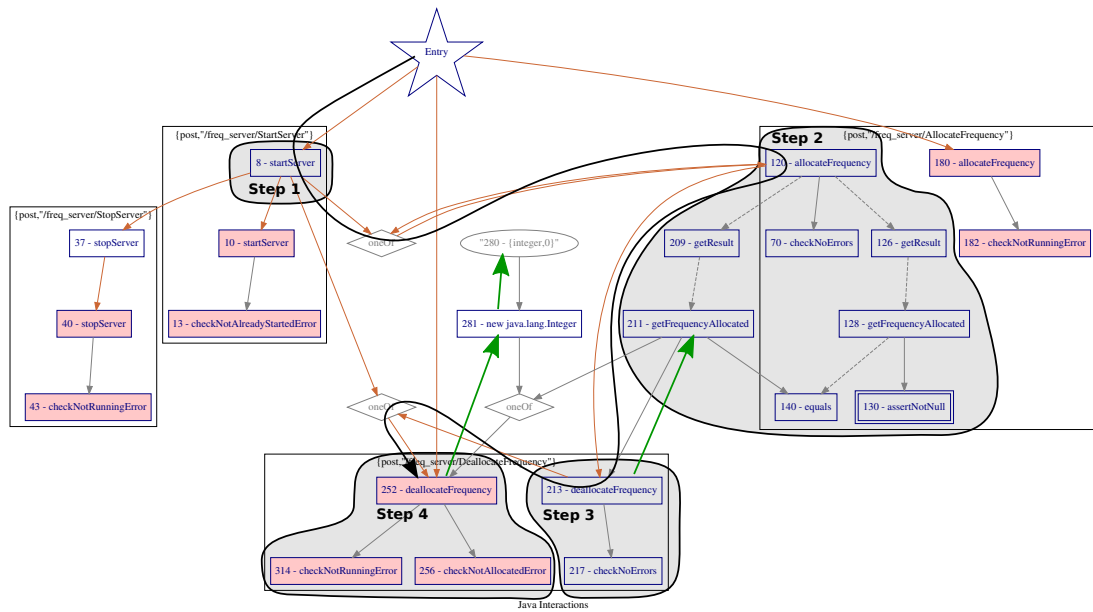 Entry
{post,"/freq_server/StartServer"}
Step 2
{post,"/freq_server/AllocateFrequency"}
8 - startServer
120 - allocateFrequency
180 - allocateFrequency
Step 1
{post,"/freq_server/StopServer"}
37 - stopServer
10 - startServer
oneOf
"280 - {integer,0}"
209 - getResult
70 - checkNoErrors
126 - getResult
182 - checkNotRunningError
40 - stopServer
13 - checkNotAlreadyStartedError
281 - new java.lang.Integer
211 - getFrequencyAllocated
128 - getFrequencyAllocated
43 - checkNotRunningError
oneOf
oneOf
140 - equals
130 - assertNotNull
{post,"/freq_server/DeallocateFrequency"}
252 - deallocateFrequency
213 - deallocateFrequency
Step 4
Step 3
314 - checkNotRunningError
256 - checkNotAllocatedError
217 - checkNoErrors
Java Interactions